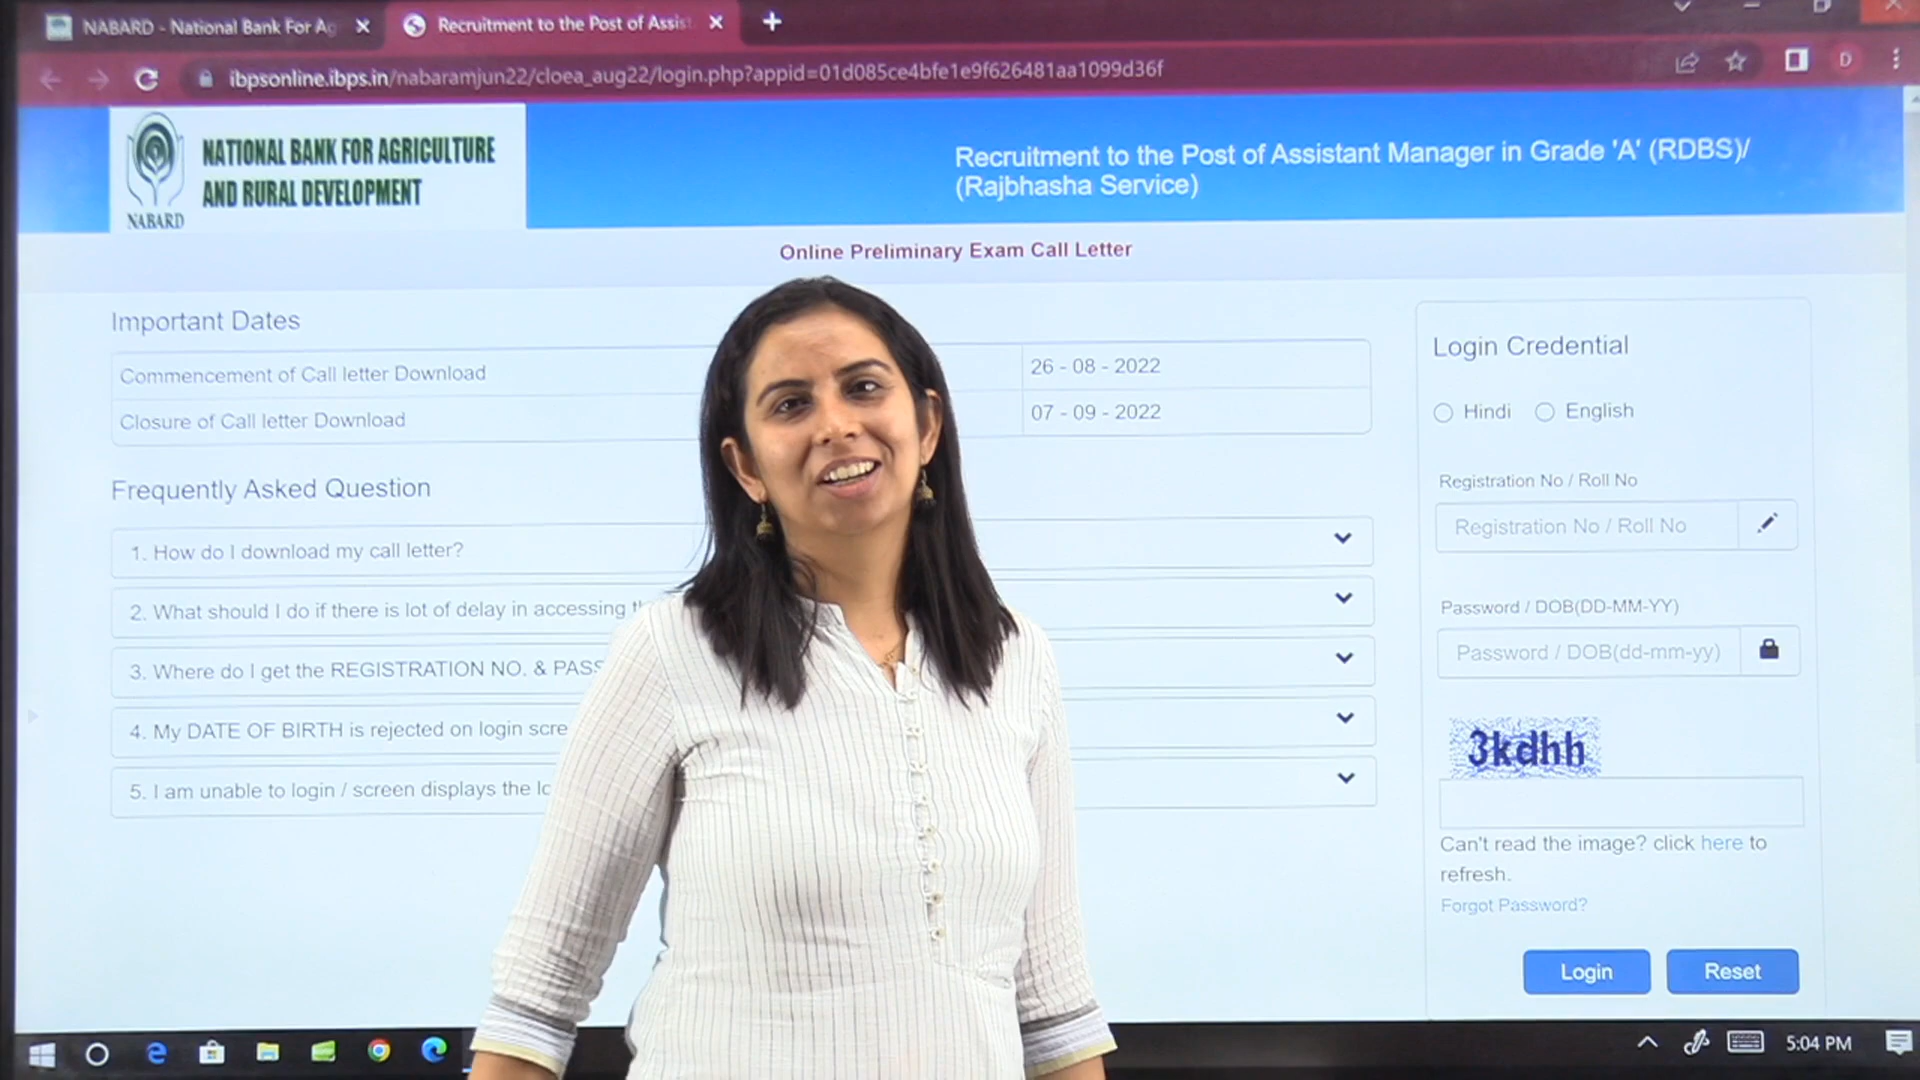 NABARD - National Bank For Ag
Recruitment to the Post of Assis
ibpsonline.ibps.in/nabaramjun22/cloea_aug22/login.php?appid=01d085ce4bfe1e9f626481aa1099d36f
D
NATIONAL BANK FOR AGRICULTURE
AND RURAL DEVELOPMENT
NABARD
Recruitment to the Post of Assistant Manager in Grade 'A' (RDBS)/
(Rajbhasha Service)
Online Preliminary Exam Call Letter
Important Dates
Commencement of Call letter Download
26 - 08 - 2022
Closure of Call letter Download
07 - 09 - 2022
Frequently Asked Question
1. How do I download my call letter?
2. What should I do if there is lot of delay in accessing
3. Where do I get the REGISTRATION NO. & PASS
4. My DATE OF BIRTH is rejected on login scre
5. I am unable to login / screen displays the
Login Credential
Hindi
English
Registration No / Roll No
Registration No / Roll No
Password / DOB(DD-MM-YY)
Password / DOB(dd-mm-yy)
3kdhh
Can't read the image? click here to
refresh.
Forgot Password?
Login
Reset
5:04 PM